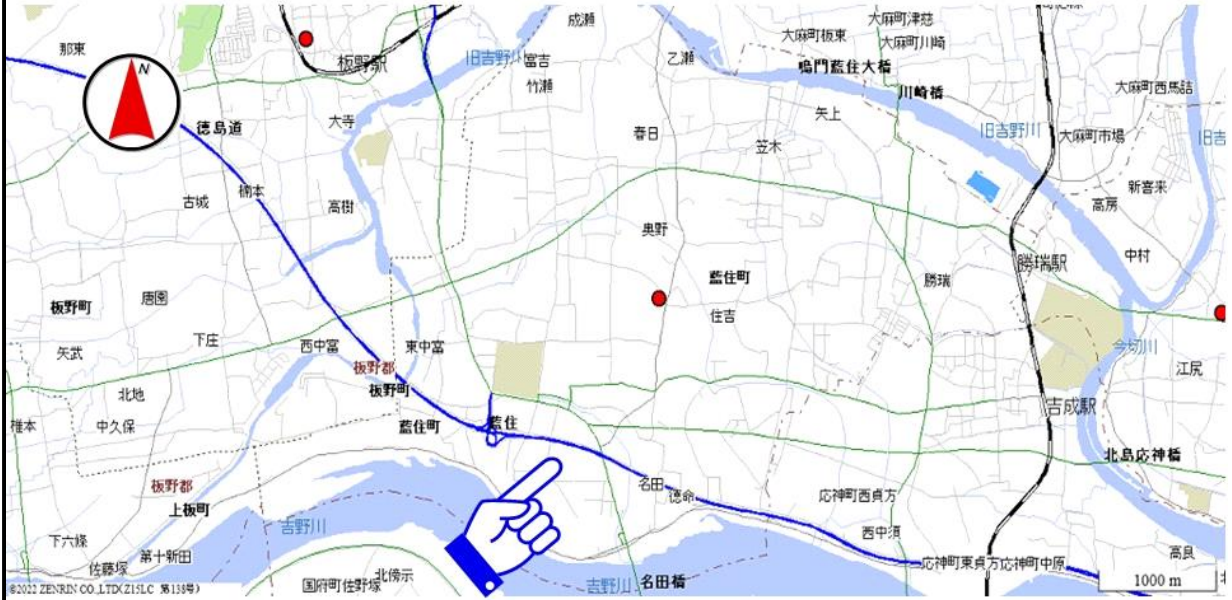 成瀬
大麻町津慈
大麻町板東
大麻町川崎
那東
板野駅
旧吉野川
富吉
竹瀬
乙瀬
鳴門藍住大橋
川崎橋
大麻町西馬詰
N
徳島道
大寺
春日
笠木
矢上
旧吉野川
大麻町市場
旧吉
楠本
古城
高樹
新喜来
高房
奥野
中村
勝瑞駅
藍住町
勝瑞
板野町
唐園
住吉
下庄
西中富
東中富
矢武
板野郡
板野町
今切川
江尻
北地
吉成駅
椎本
中久保
藍住町
藍住
北島応神橋
板野郡
上板町
名田
徳命
応神町西貞方
吉野川
西中須
下六條
第十新田
佐藤塚
高良
応神町東貞方
応神町中原
北傍示
国府町佐野塚
吉野川
名田橋
1000 m
©2022 ZENRIN CO.,LTD(Z15LC 第138号)